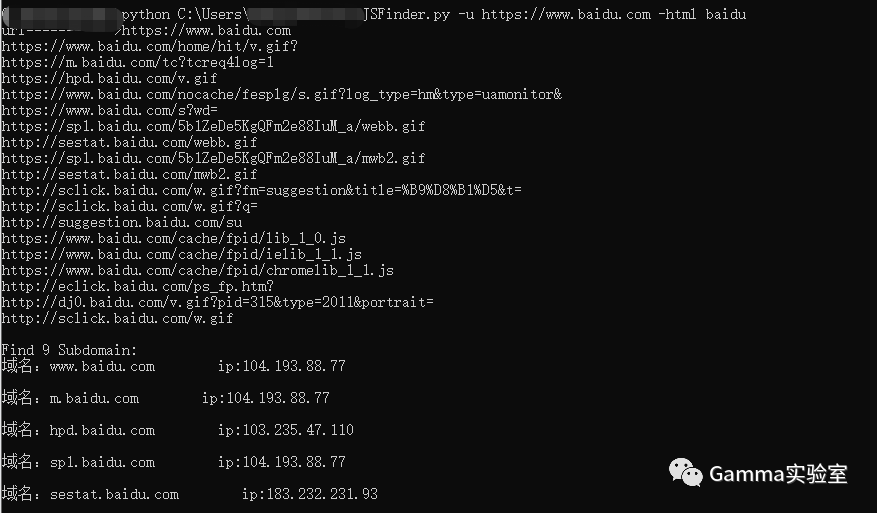 python C:\Users\ JSFinder.py -u https://www.baidu.com -html baidu
url------->https://www.baidu.com
https://www.baidu.com/home/hit/v.gif?
https://m.baidu.com/tc?tcreq4log=1
https://hpd.baidu.com/v.gif
https://www.baidu.com/nocache/fesplg/s.gif?log_type=hm&type=uamonitor&
https://www.baidu.com/s?wd=
https://sp1.baidu.com/5b1ZeDe5KgQFm2e88IuM_a/webb.gif
http://sestat.baidu.com/webb.gif
https://sp1.baidu.com/5b1ZeDe5KgQFm2e88IuM_a/mwb2.gif
http://sestat.baidu.com/mwb2.gif
http://sclick.baidu.com/w.gif?fm=suggestion&title=%B9%D8%B1%D5&t=
http://sclick.baidu.com/w.gif?q=
http://suggestion.baidu.com/su
https://www.baidu.com/cache/fpid/lib_1_0.js
https://www.baidu.com/cache/fpid/ielib_1_1.js
https://www.baidu.com/cache/fpid/chromelib_1_1.js
http://eclick.baidu.com/ps_fp.htm?
http://dj0.baidu.com/v.gif?pid=315&type=2011&portrait=
http://sclick.baidu.com/w.gif
Find 9 Subdomain:
域名: www.baidu.com ip:104.193.88.77
域名: m.baidu.com ip:104.193.88.77
域名: hpd.baidu.com ip:103.235.47.110
域名: sp1.baidu.com ip:104.193.88.77
域名: sestat.baidu.com ip:183.232.231.93
Gamma实验室